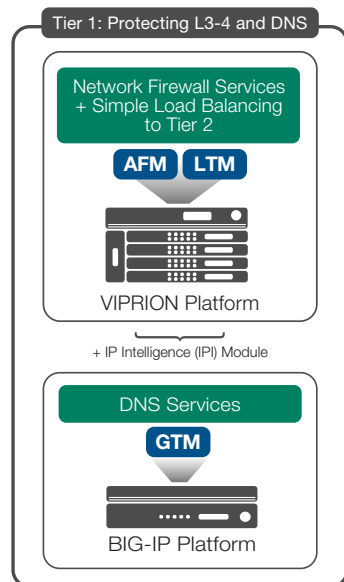 Tier 1: Protecting L3-4 and DNS
Network Firewall Services
+ Simple Load Balancing
to Tier 2
AFM LTM
VIPRION Platform
+ IP Intelligence (IPI) Module
DNS Services
GTM
BIG-IP Platform